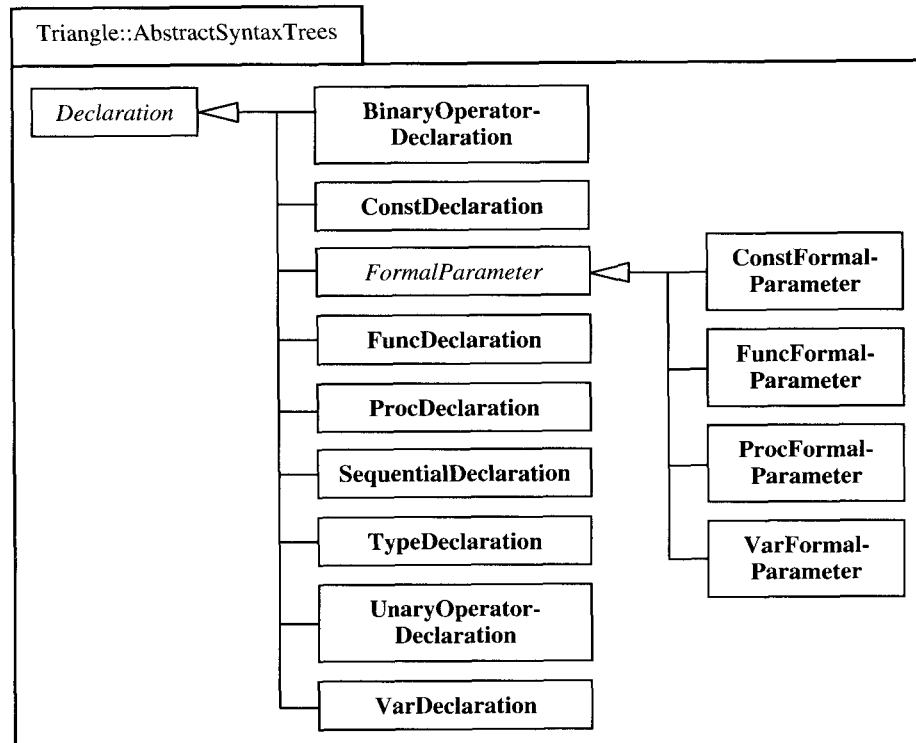 Triangle::AbstractSyntaxTrees
Declaration
BinaryOperator-
Declaration
ConstDeclaration
FormalParameter
FuncDeclaration
ProcDeclaration
SequentialDeclaration
TypeDeclaration
UnaryOperator-
Declaration
VarDeclaration
ConstFormal-
Parameter
FuncFormal-
Parameter
ProcFormal-
Parameter
VarFormal-
Parameter